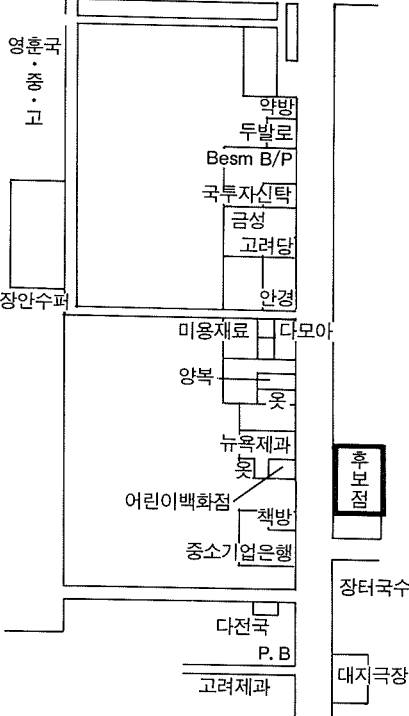 영훈국
·
중
·
고
약방
두발로
Besm B/P
국투자신탁
금성
고려당
장안수퍼
안경
미용재료
다모아
양복
옷
뉴욕제과
옷
후
보
점
어린이백화점
책방
중소기업은행
장터국수
다전국
P. B
대지극장
고려제과